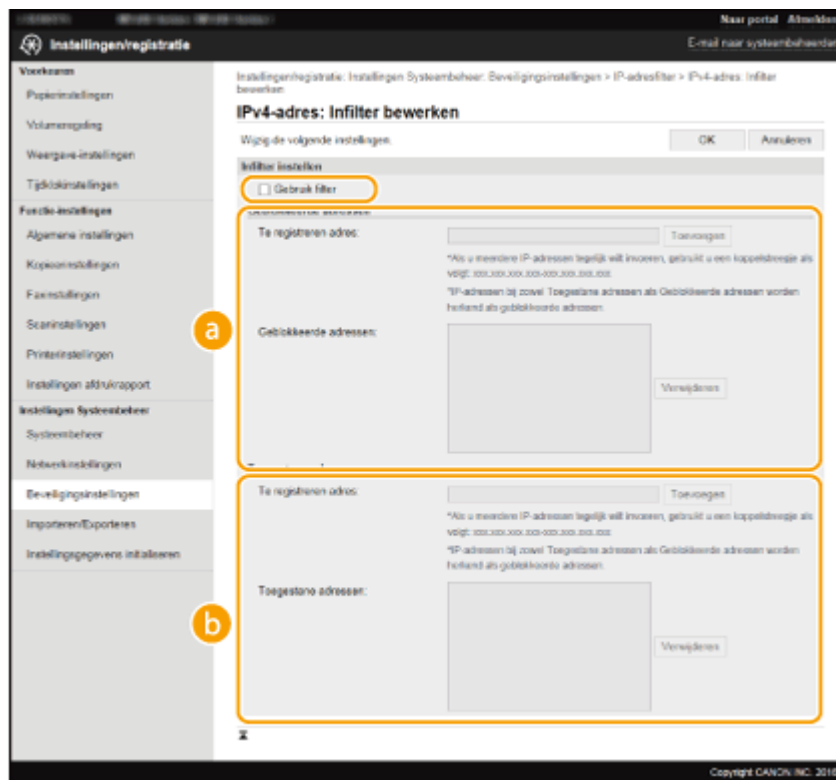 Naar portal Afmelden
Instellingen/registratie
E-mail naar systeembeheerder
Voorkeuren
Papierinstellingen
Volumeregeling
Weergave-instellingen
Tijdklokinstellingen
Functie-instellingen
Algemene instellingen
Kopieerinstellingen
Faxinstellingen
Scaninstellingen
Printerinstellingen
Instellingen afdrukrapport
Instellingen Systeembeheer
Systeembeheer
Netwerkinstellingen
Beveiligingsinstellingen
Importeren/Exporteren
Instellingsgegevens initialiseren
Instellingen/registratie: Instellingen Systeembeheer: Beveiligingsinstellingen > IP-adresfilter > IPv4-adres: Infilter
bewerken
IPv4-adres: Infilter bewerken
Wijzig de volgende instellingen.
OK
Annuleren
Infilter instellen
Gebruik filter
Geblokkeerde adressen
a
Te registreren adres:
Toevoegen
*Als u meerdere IP-adressen tegelijk wilt invoeren, gebruikt u een koppelstreepje als
volgt: xxx.xxx.xxx.xxx-xxx.xxx.xxx.xxx
*IP-adressen bij zowel Toegestane adressen als Geblokkeerde adressen worden
herkend als geblokkeerde adressen.
Geblokkeerde adressen:
Verwijderen
b
Te registreren adres:
Toevoegen
*Als u meerdere IP-adressen tegelijk wilt invoeren, gebruikt u een koppelstreepje als
volgt: xxx.xxx.xxx.xxx-xxx.xxx.xxx.xxx
*IP-adressen bij zowel Toegestane adressen als Geblokkeerde adressen worden
herkend als geblokkeerde adressen.
Toegestane adressen:
Verwijderen
Copyright CANON INC.